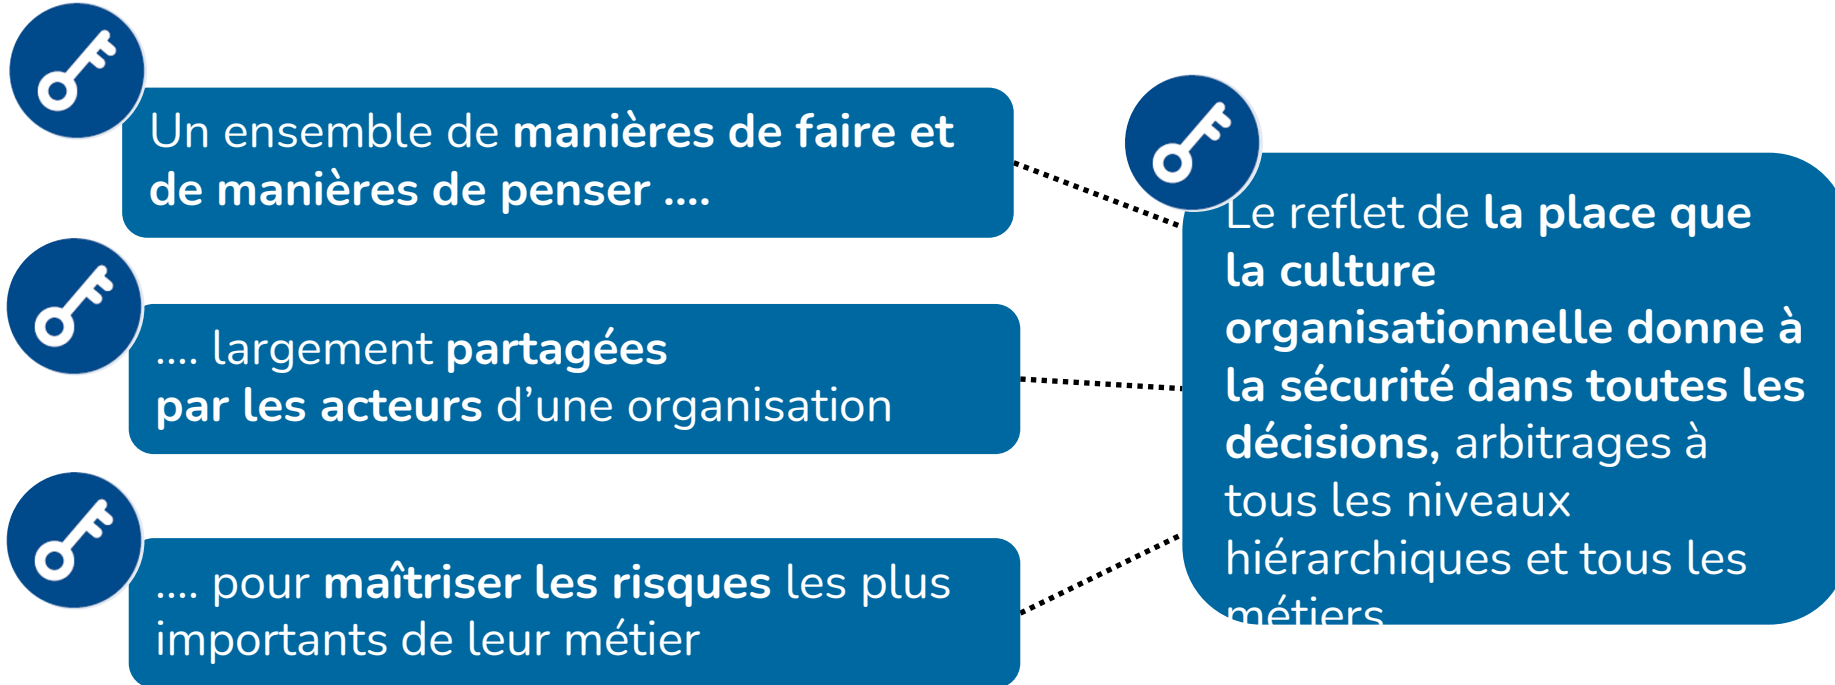 Un ensemble de manières de faire et
de manières de penser ....
.... largement partagées
par les acteurs d’une organisation
.... pour maîtriser les risques les plus
importants de leur métier
Le reflet de la place que
la culture
organisationnelle donne à
la sécurité dans toutes les
décisions, arbitrages à
tous les niveaux
hiérarchiques et tous les
métiers